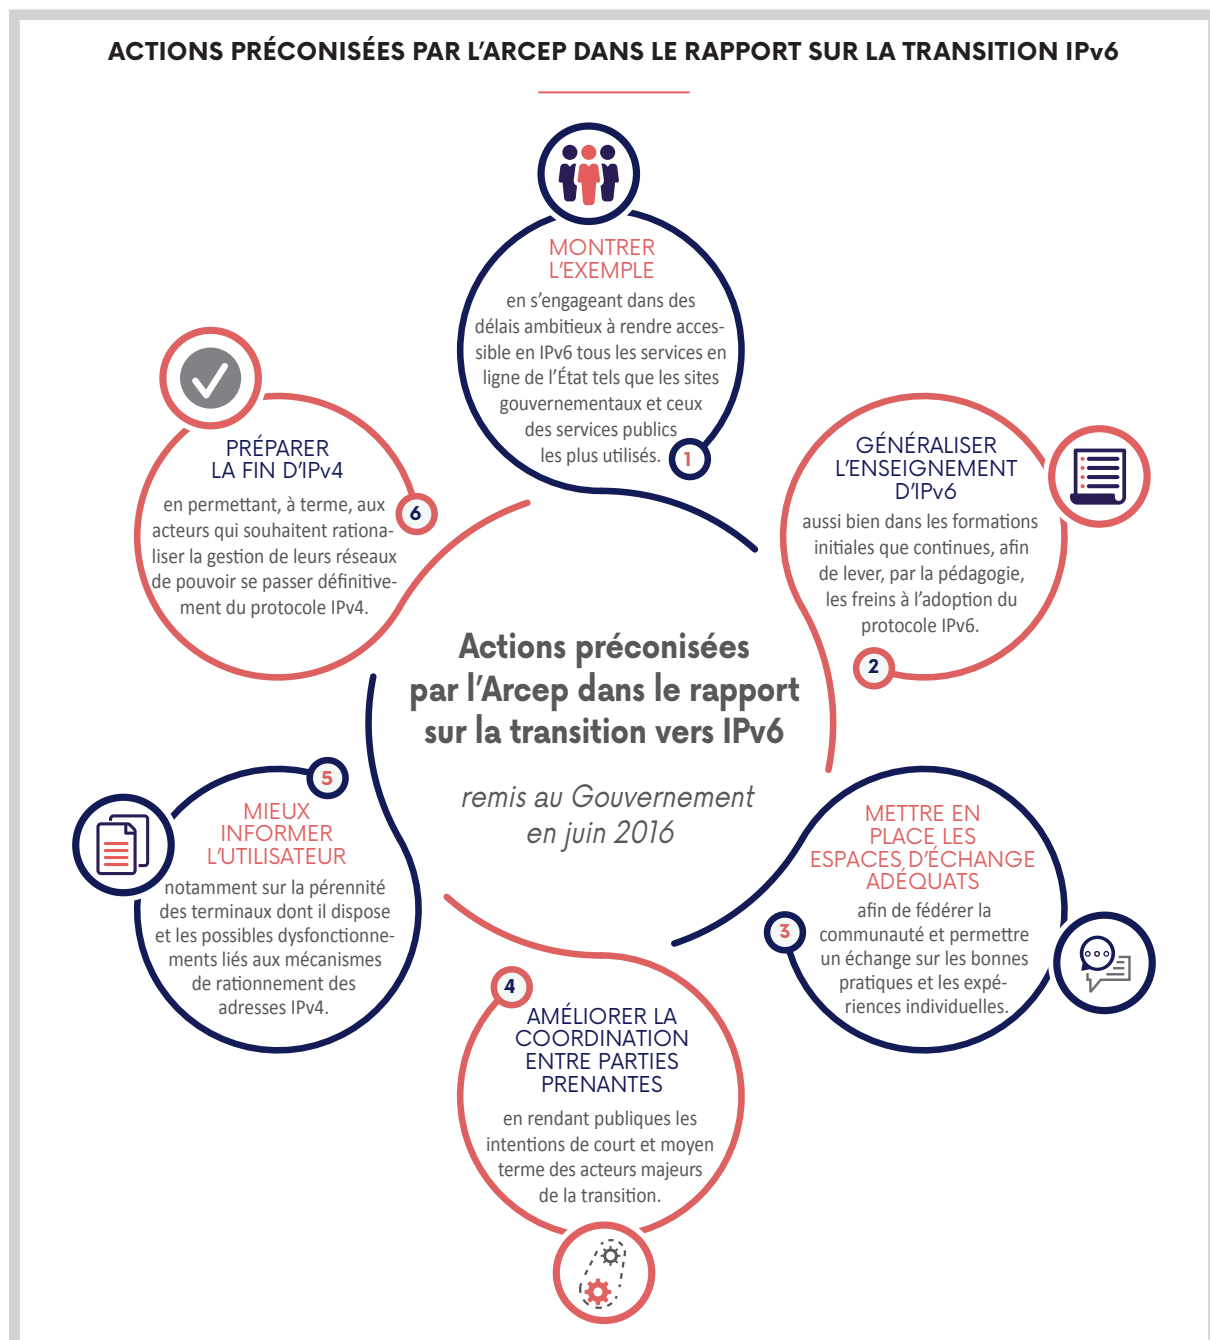 ACTIONS PRÉCONISÉES PAR L'ARCEP DANS LE RAPPORT SUR LA TRANSITION IPv6
MONTRER
L'EXEMPLE
en s'engageant dans des
délais ambitieux à rendre acces-
sible en IPv6 tous les services en
ligne de l'État tels que les sites
gouvernementaux et ceux
des services publics
les plus utilisés.
1
GÉNÉRALISER
L'ENSEIGNEMENT
D'IPv6
aussi bien dans les formations
initiales que continues, afin
de lever, par la pédagogie,
les freins à l'adoption du
protocole IPv6.
2
METTRE EN
PLACE LES
ESPACES D'ÉCHANGE
ADÉQUATS
afin de fédérer la
communauté et permettre
un échange sur les bonnes
pratiques et les expé-
riences individuelles.
3
4
AMÉLIORER LA
COORDINATION
ENTRE PARTIES
PRENANTES
en rendant publiques les
intentions de court et moyen
terme des acteurs majeurs
de la transition.
5
MIEUX
INFORMER
L'UTILISATEUR
notamment sur la pérennité
des terminaux dont il dispose
et les possibles dysfonctionne-
ments liés aux mécanismes
de rationnement des
adresses IPv4.
PRÉPARER
LA FIN D'IPv4
en permettant, à terme, aux
acteurs qui souhaitent rationa-
liser la gestion de leurs réseaux
de pouvoir se passer définitive-
ment du protocole IPv4.
6
Actions préconisées
par l'Arcep dans le rapport
sur la transition vers IPv6
remis au Gouvernement
en juin 2016